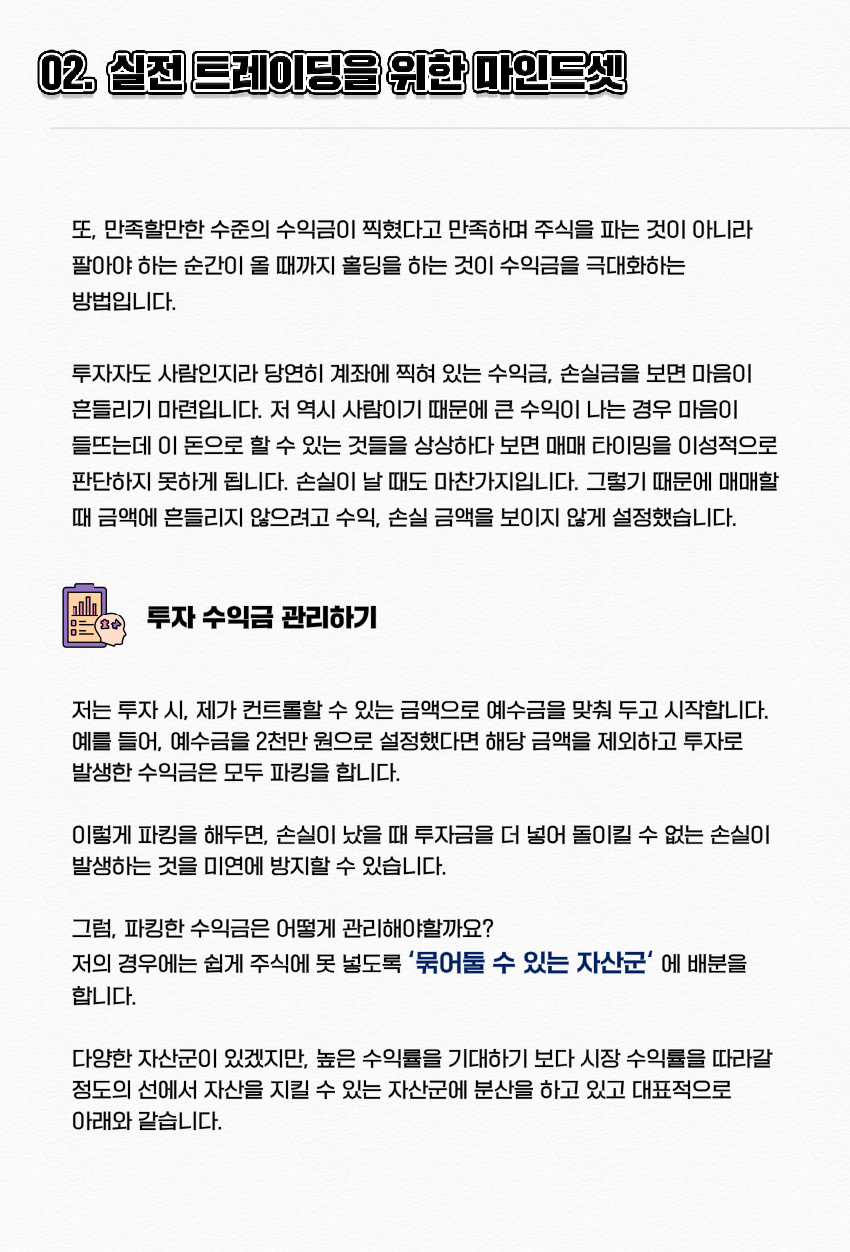 02. 실전 트레이딩을 위한 마인드셋
또, 만족할만한 수준의 수익금이 찍혔다고 만족하며 주식을 파는 것이 아니라
팔아야 하는 순간이 올 때까지 홀딩을 하는 것이 수익금을 극대화하는
방법입니다.
투자자도 사람인지라 당연히 계좌에 찍혀 있는 수익금, 손실금을 보면 마음이
흔들리기 마련입니다. 저 역시 사람이기 때문에 큰 수익이 나는 경우 마음이
들뜨는데 이 돈으로 할 수 있는 것들을 상상하다 보면 매매 타이밍을 이성적으로
판단하지 못하게 됩니다. 손실이 날 때도 마찬가지입니다. 그렇기 때문에 매매할
때 금액에 흔들리지 않으려고 수익, 손실 금액을 보이지 않게 설정했습니다.
투자 수익금 관리하기
저는 투자 시, 제가 컨트롤할 수 있는 금액으로 예수금을 맞춰 두고 시작합니다.
예를 들어, 예수금을 2천만 원으로 설정했다면 해당 금액을 제외하고 투자로
발생한 수익금은 모두 파킹을 합니다.
이렇게 파킹을 해두면, 손실이 났을 때 투자금을 더 넣어 돌이킬 수 없는 손실이
발생하는 것을 미연에 방지할 수 있습니다.
그럼, 파킹한 수익금은 어떻게 관리해야할까요?
저의 경우에는 쉽게 주식에 못 넣도록 ‘묶어둘 수 있는 자산군‘ 에 배분을
합니다.
다양한 자산군이 있겠지만, 높은 수익률을 기대하기 보다 시장 수익률을 따라갈
정도의 선에서 자산을 지킬 수 있는 자산군에 분산을 하고 있고 대표적으로
아래와 같습니다.